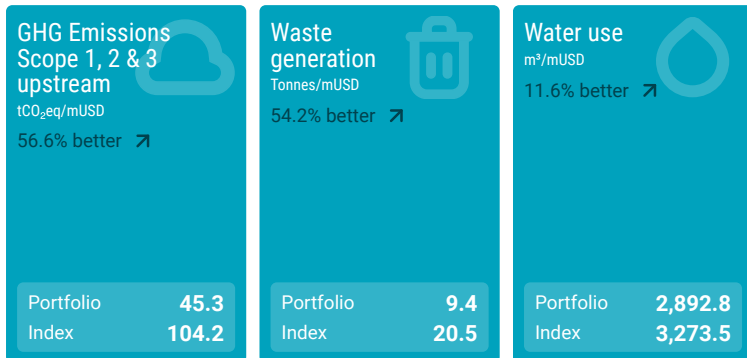 GHG Emissions
Scope 1, 2 & 3
upstream
tCO₂eq/mUSD
56.6% better
Portfolio 45.3
Index 104.2
Waste
generation
Tonnes/mUSD
54.2% better
Portfolio 9.4
Index 20.5
Water use
m³/mUSD
11.6% better
Portfolio 2,892.8
Index 3,273.5